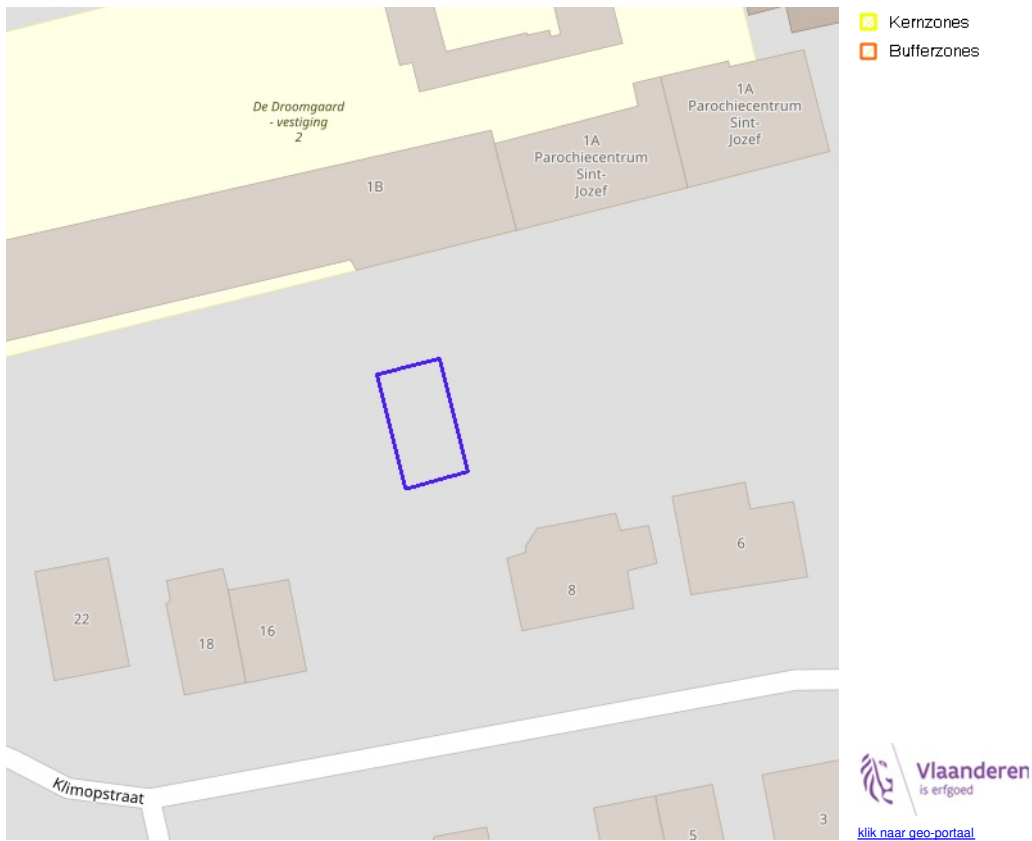 Kernzones
Bufferzones
1A
Parochiecentrum
Sint-
Jozef
De Droomgaard
- vestiging
2
1A
Parochiecentrum
Sint-
Jozef
1B
6
8
22
16
18
Klimopstraat
5
3
Vlaanderen
is erfgoed
klik naar geo-portaal